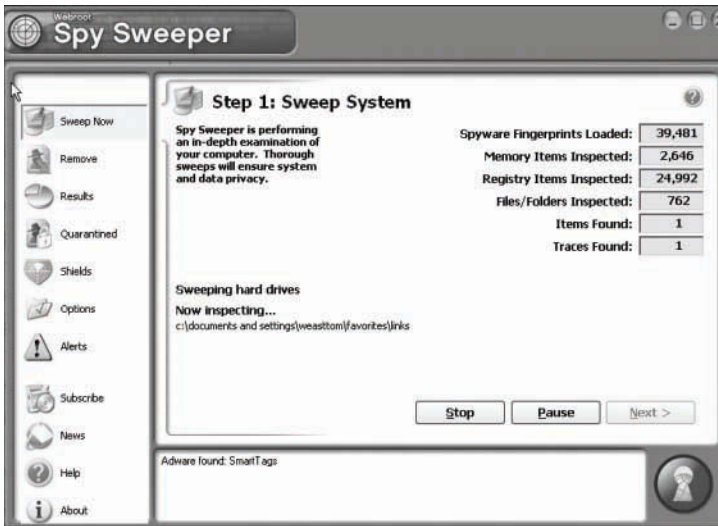 Webroot
Spy Sweeper
Sweep Now
Remove
Results
Quarantined
Shields
Options
Alerts
Subscribe
News
Help
About
Step 1: Sweep System
Spy Sweeper is performing
an in-depth examination of
your computer. Thorough
sweeps will ensure system
and data privacy.
Spyware Fingerprints Loaded: 39,481
Memory Items Inspected: 2,646
Registry Items Inspected: 24,992
Files/Folders Inspected: 762
Items Found: 1
Traces Found: 1
Sweeping hard drives
Now inspecting...
c:\documents and settings\weasttom\favorites\links
Stop
Pause
Next >
Adware found: SmartTags